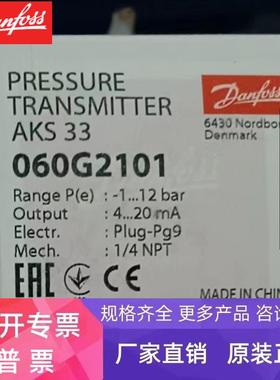 Danfoss
PRESSURE
TRANSMITTER
AKS 33
060G2101
Danfoss
6430 Nordbo
Denmark
Range P(e) : -1...12 bar
Output : 4...20 mA
Electr. : Plug-Pg9
Mech. : 1/4 NPT
EAC CE
MADE IN CHIN
开专票
普票
规格齐全 更多产品 咨询
厂家直销 原装正